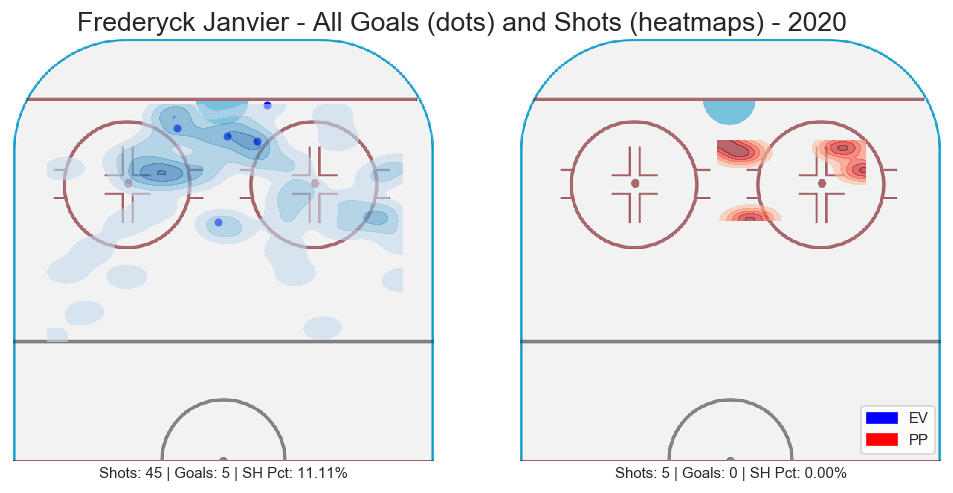 Frederyck Janvier - All Goals (dots) and Shots (heatmaps) - 2020
EV
PP
Shots: 45 | Goals: 5 | SH Pct: 11.11%
Shots: 5 | Goals: 0 | SH Pct: 0.00%